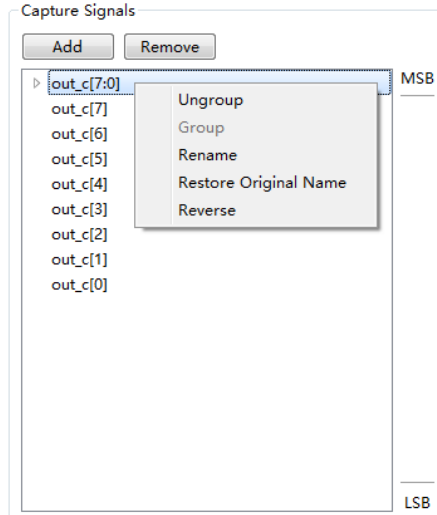 Capture Signals
Add
Remove
out_c[7:0]
MSB
out_c[7]
out_c[6]
out_c[5]
out_c[4]
out_c[3]
out_c[2]
out_c[1]
out_c[0]
Ungroup
Group
Rename
Restore Original Name
Reverse
LSB